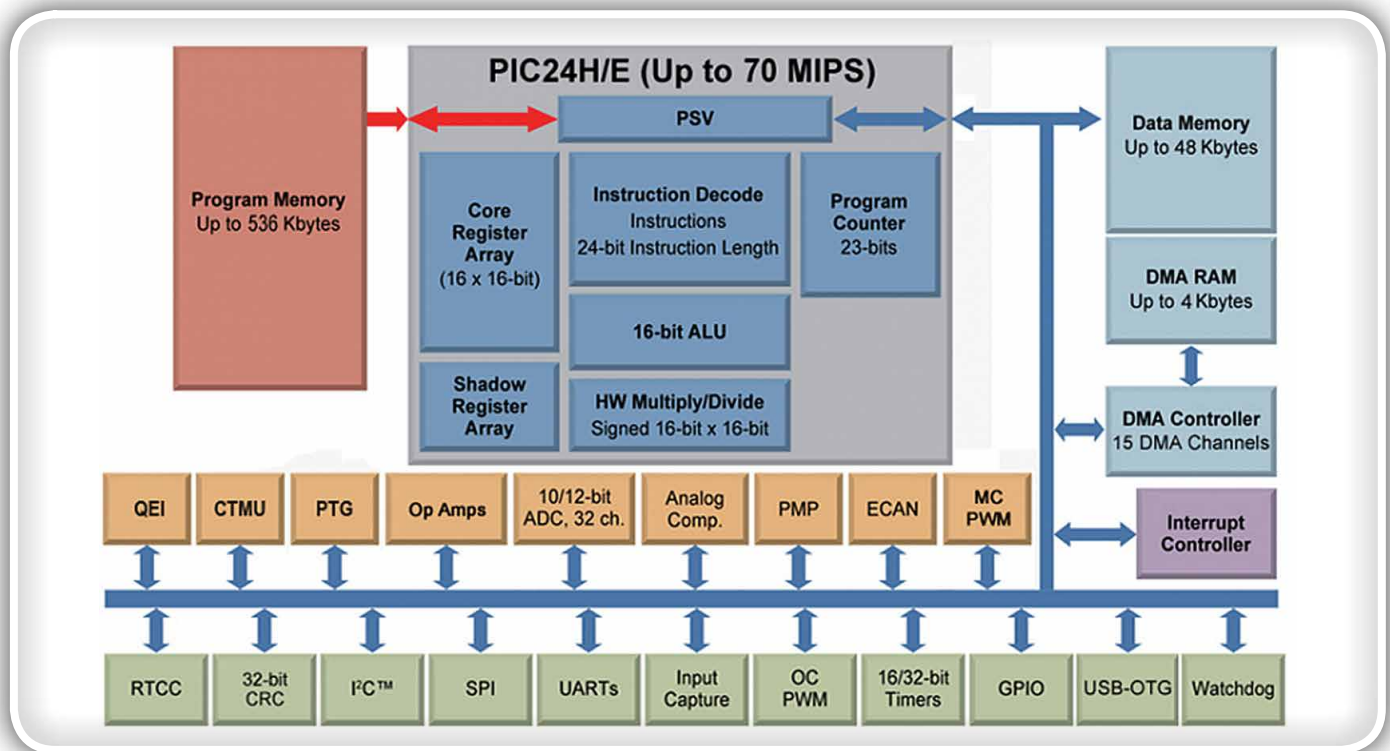 PIC24H/E (Up to 70 MIPS)
Program Memory
Up to 536 Kbytes
PSV
Core
Register
Array
(16 x 16-bit)
Instruction Decode
Instructions
24-bit Instruction Length
Program
Counter
23-bits
16-bit ALU
Shadow
Register
Array
HW Multiply/Divide
Signed 16-bit x 16-bit
Data Memory
Up to 48 Kbytes
DMA RAM
Up to 4 Kbytes
DMA Controller
15 DMA Channels
Interrupt
Controller
QEI
CTMU
PTG
Op Amps
10/12-bit
ADC, 32 ch.
Analog
Comp.
PMP
ECAN
MC
PWM
RTCC
32-bit
CRC
I²C™
SPI
UARTs
Input
Capture
OC
PWM
16/32-bit
Timers
GPIO
USB-OTG
Watchdog